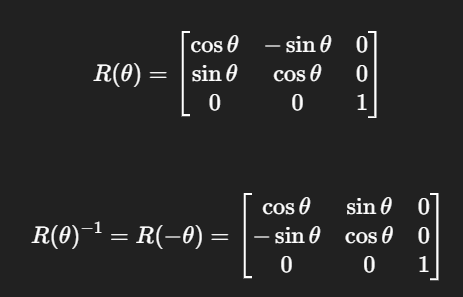 R(θ) = [cos θ − sin θ 0
sin θ cos θ 0
0 0 1]
R(θ)⁻¹ = R(−θ) = [cos θ sin θ 0
− sin θ cos θ 0
0 0 1]